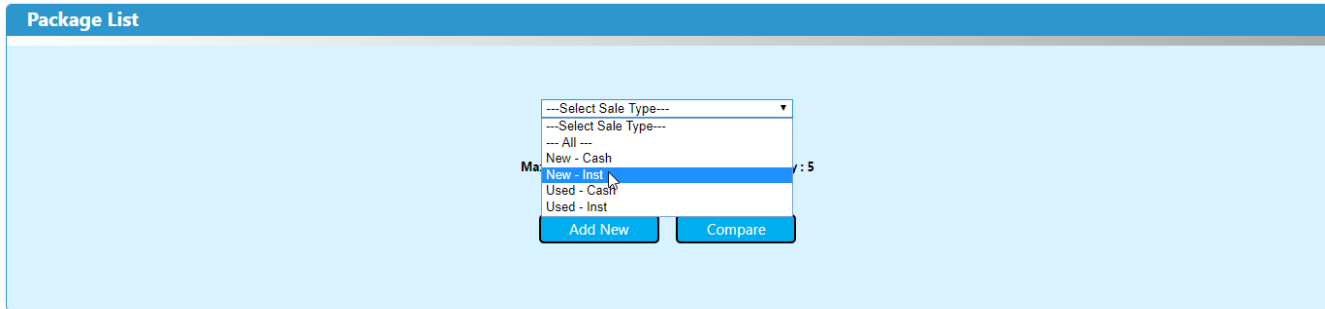 Package List
---Select Sale Type---
---Select Sale Type---
--- All ---
New - Cash
New - Inst
Used - Cash
Used - Inst
: 5
Add New
Compare